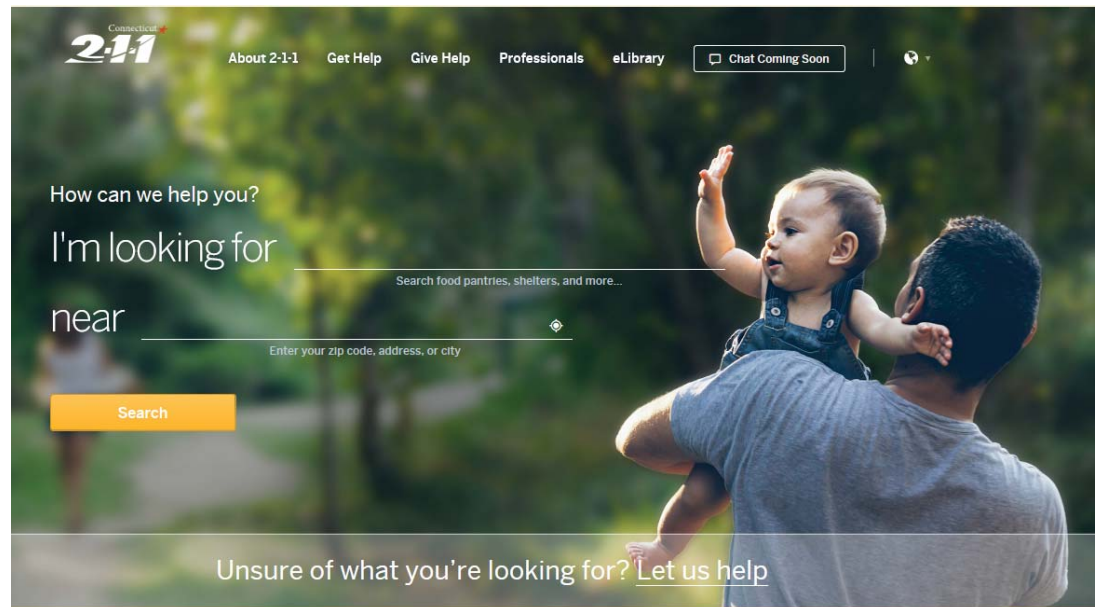 Connecticut
2-1-1
About 2-1-1 Get Help Give Help Professionals eLibrary Chat Coming Soon
How can we help you?
I'm looking for
Search food pantries, shelters, and more...
near
Enter your zip code, address, or city
Search
Unsure of what you're looking for? Let us help